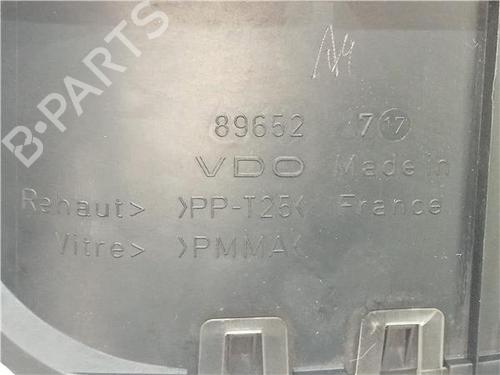 89652 7 17
VDO Made in
Rehaut> >PP-T25< France
Vitre> >PMMA<
B-PARTS